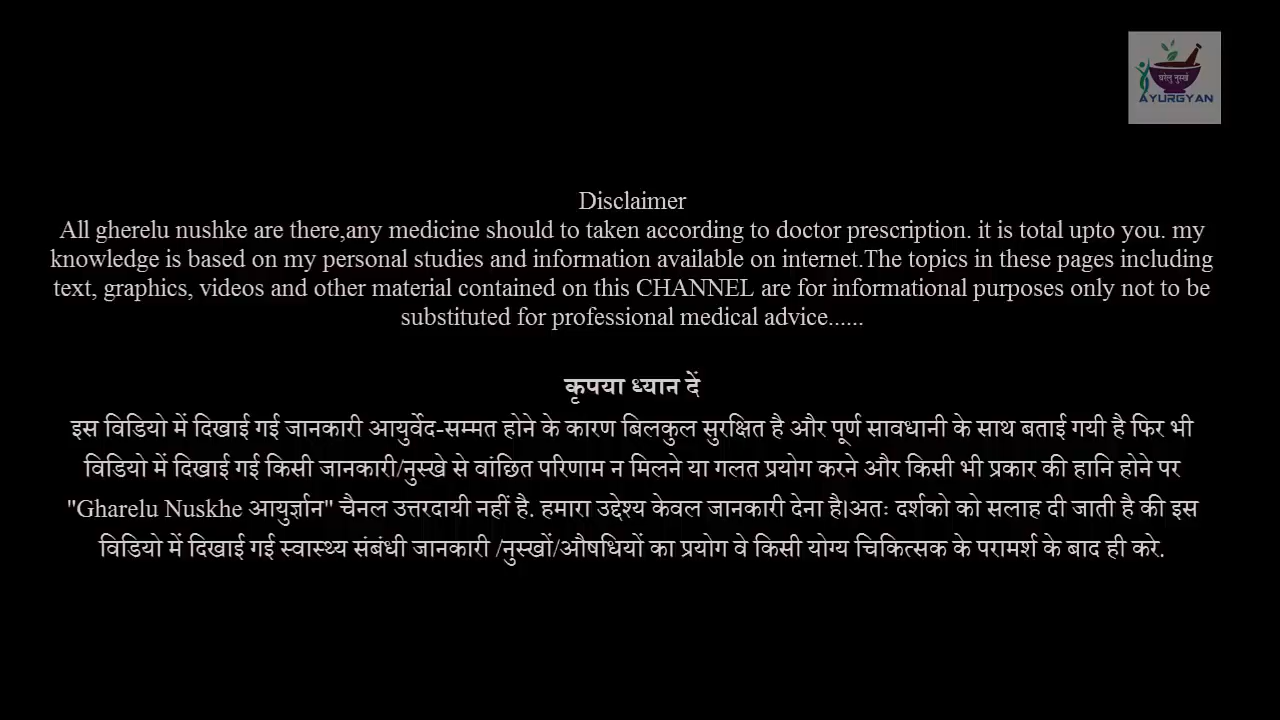 घरेलु नुस्खे
AYURGYAN
Disclaimer
All gherelu nushke are there,any medicine should to taken according to doctor prescription. it is total upto you. my
knowledge is based on my personal studies and information available on internet.The topics in these pages including
text, graphics, videos and other material contained on this CHANNEL are for informational purposes only not to be
substituted for professional medical advice......
कृपया ध्यान दें
इस विडियो में दिखाई गई जानकारी आयुर्वेद-सम्मत होने के कारण बिलकुल सुरक्षित है और पूर्ण सावधानी के साथ बताई गयी है फिर भी
विडियो में दिखाई गई किसी जानकारी/नुस्खे से वांछित परिणाम न मिलने या गलत प्रयोग करने और किसी भी प्रकार की हानि होने पर
"Gharelu Nuskhe आयुर्ज्ञान" चैनल उत्तरदायी नहीं है. हमारा उद्देश्य केवल जानकारी देना है।अतः दर्शको को सलाह दी जाती है की इस
विडियो में दिखाई गई स्वास्थ्य संबंधी जानकारी /नुस्खों/औषधियों का प्रयोग वे किसी योग्य चिकित्सक के परामर्श के बाद ही करे.